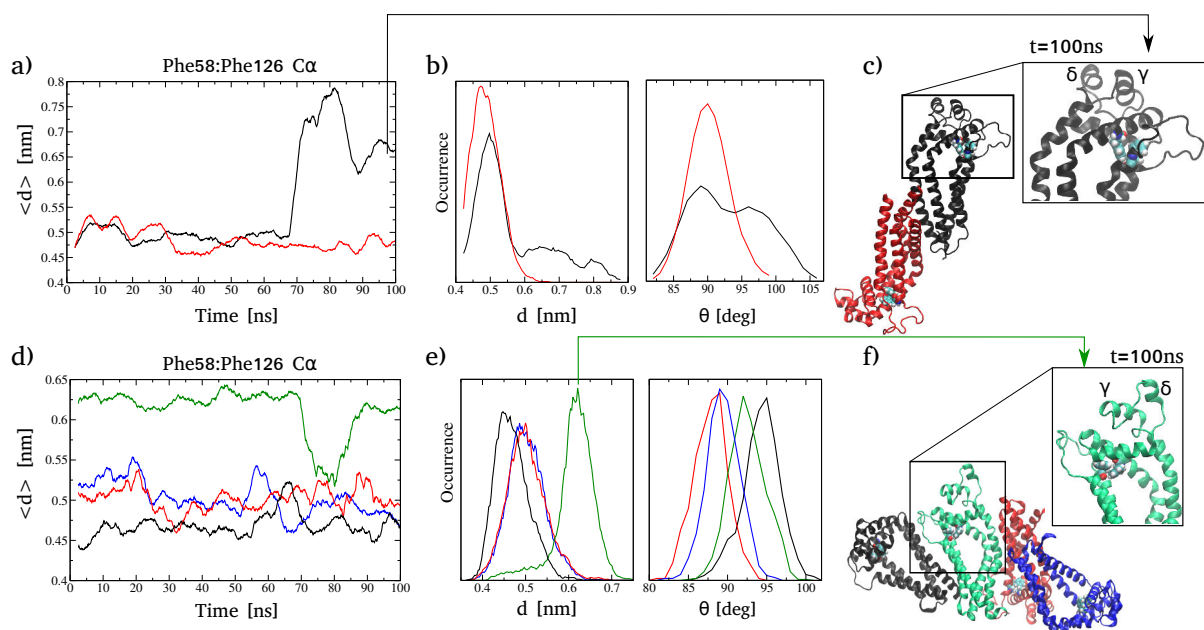 a)
Phe58:Phe126 Cα
<d> [nm]
0.8
0.75
0.7
0.65
0.6
0.55
0.5
0.45
0.4
0 10 20 30 40 50 60 70 80 90 100
Time [ns]
b)
Occurrence
0.4 0.5 0.6 0.7 0.8 0.9
d [nm]
85 90 95 100 105
θ [deg]
c)
t=100ns
δ γ
d)
Phe58:Phe126 Cα
<d> [nm]
0.65
0.6
0.55
0.5
0.45
0.4
0 10 20 30 40 50 60 70 80 90 100
Time [ns]
e)
Occurrence
0.4 0.5 0.6 0.7
d [nm]
80 85 90 95 100
θ [deg]
f)
t=100ns
γ δ